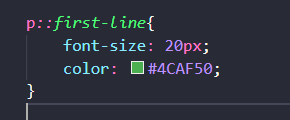 p::first-line{
    font-size: 20px;
    color: #4CAF50;
}